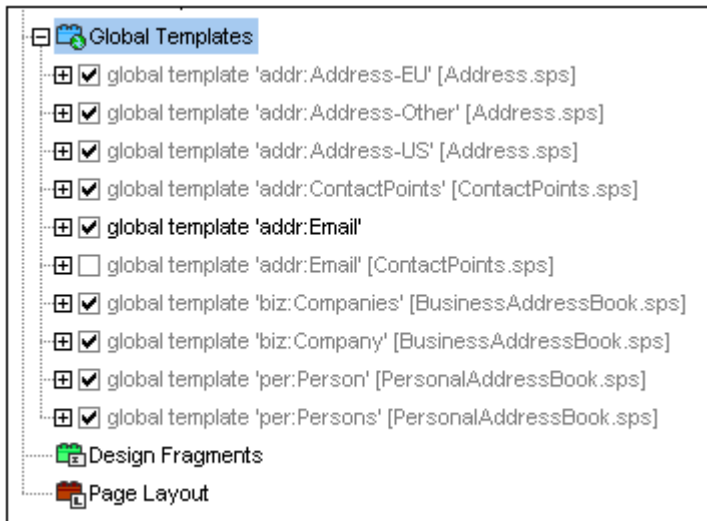 Global Templates
global template 'addr:Address-EU' [Address.sps]
global template 'addr:Address-Other' [Address.sps]
global template 'addr:Address-US' [Address.sps]
global template 'addr:ContactPoints' [ContactPoints.sps]
global template 'addr:Email'
global template 'addr:Email' [ContactPoints.sps]
global template 'biz:Companies' [BusinessAddressBook.sps]
global template 'biz:Company' [BusinessAddressBook.sps]
global template 'per:Person' [PersonalAddressBook.sps]
global template 'per:Persons' [PersonalAddressBook.sps]
Design Fragments
Page Layout